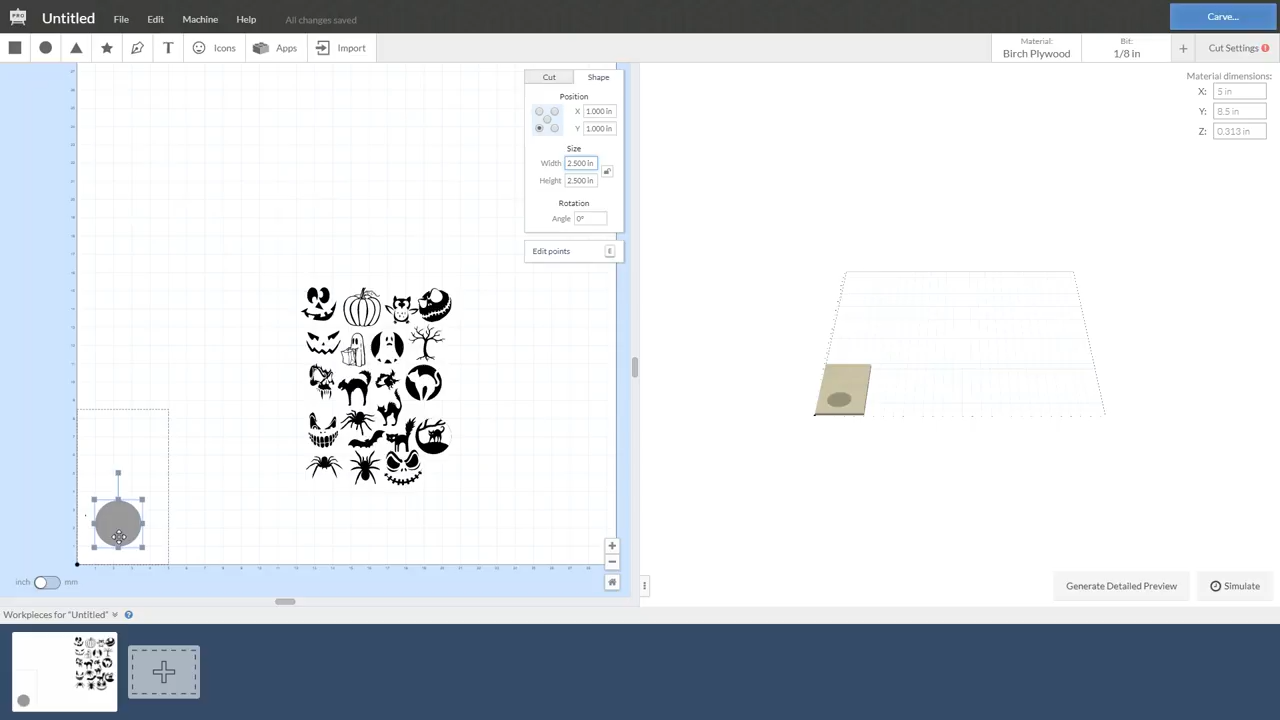 PRO
Untitled
File
Edit
Machine
Help
All changes saved
Carve...
T
Icons
Apps
Import
Material:
Birch Plywood
Bit:
1/8 in
Cut Settings
Material dimensions:
X: 5 in
Y: 8.5 in
Z: 0.313 in
Cut
Shape
Position
X 1.000 in
Y 1.000 in
Size
Width 2.500 in
Height 2.500 in
Rotation
Angle 0°
Edit points
E
inch
mm
Generate Detailed Preview
Simulate
Workpieces for "Untitled"
?